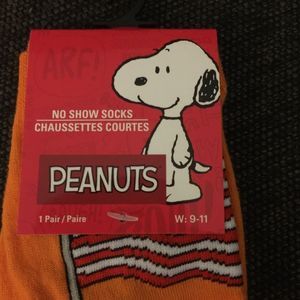 ARF!
NO SHOW SOCKS
CHAUSSETTES COURTES
PEANUTS
1 Pair / Paire
W: 9-11